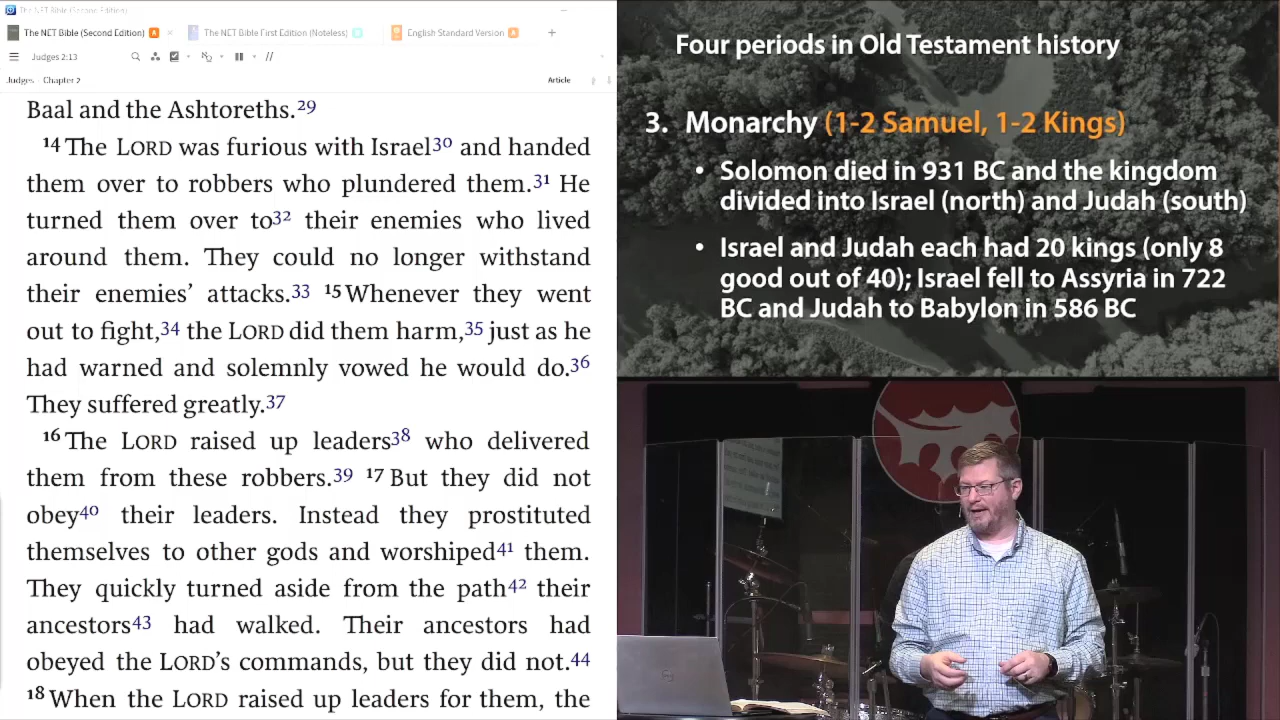 The NET Bible (Second Edition)
The NET Bible (Second Edition) A × The NET Bible First Edition (Noteless) English Standard Version A +
Judges 2:13
Judges · Chapter 2 Article
Baal and the Ashtoreths.29
14 The LORD was furious with Israel30 and handed
them over to robbers who plundered them.31 He
turned them over to32 their enemies who lived
around them. They could no longer withstand
their enemies’ attacks.33 15 Whenever they went
out to fight,34 the LORD did them harm,35 just as he
had warned and solemnly vowed he would do.36
They suffered greatly.37
16 The LORD raised up leaders38 who delivered
them from these robbers.39 17 But they did not
obey40 their leaders. Instead they prostituted
themselves to other gods and worshiped41 them.
They quickly turned aside from the path42 their
ancestors43 had walked. Their ancestors had
obeyed the LORD’s commands, but they did not.44
18 When the LORD raised up leaders for them, the
Four periods in Old Testament history
3. Monarchy (1-2 Samuel, 1-2 Kings)
• Solomon died in 931 BC and the kingdom
divided into Israel (north) and Judah (south)
• Israel and Judah each had 20 kings (only 8
good out of 40); Israel fell to Assyria in 722
BC and Judah to Babylon in 586 BC